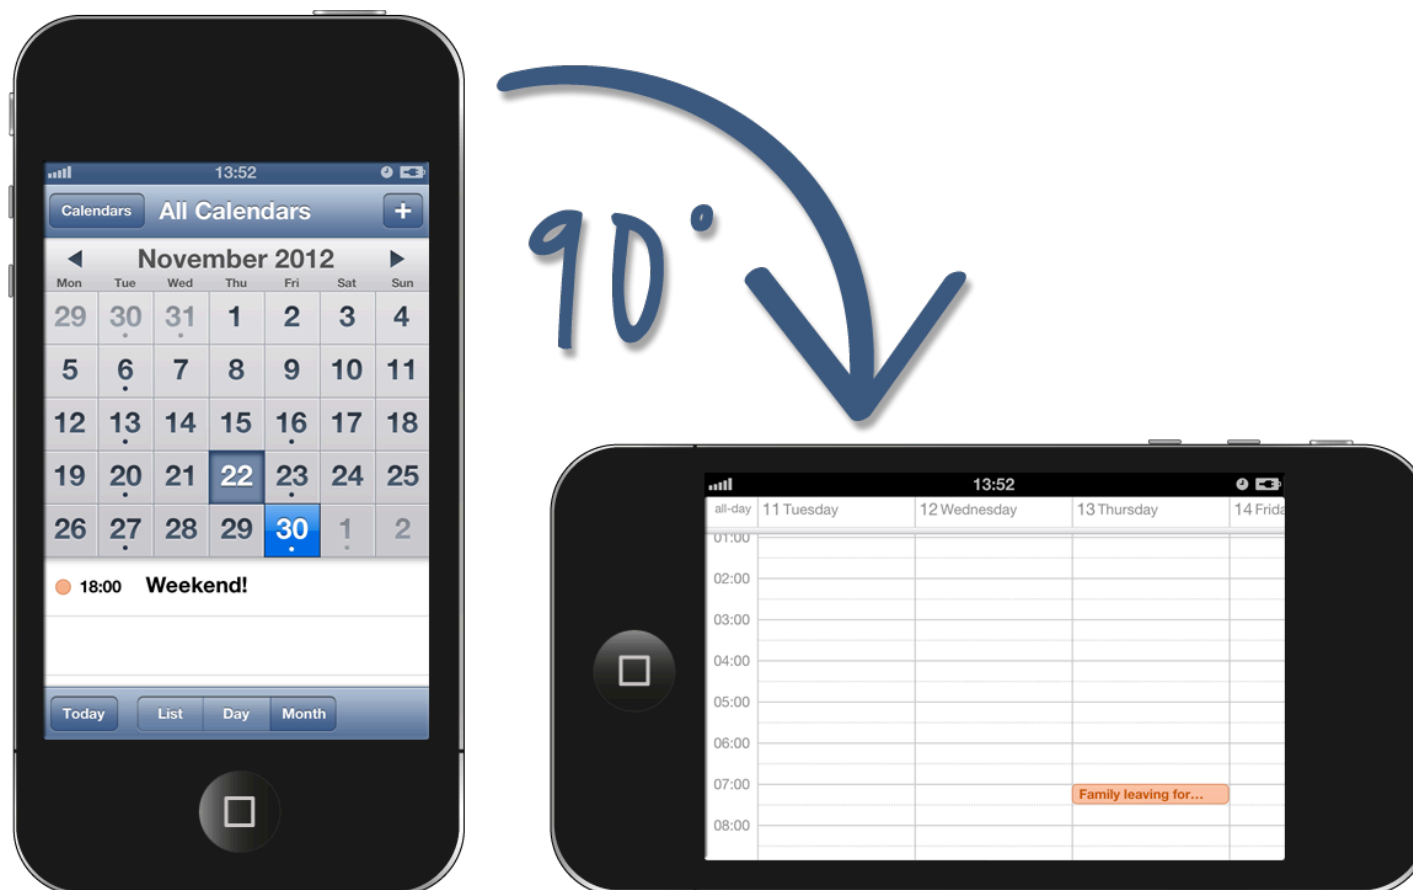 13:52
Calendars All Calendars +
November 2012
Mon Tue Wed Thu Fri Sat Sun
29 30 31 1 2 3 4
5 6 7 8 9 10 11
12 13 14 15 16 17 18
19 20 21 22 23 24 25
26 27 28 29 30 1 2
18:00 Weekend!
Today List Day Month
90°
13:52
all-day 11 Tuesday 12 Wednesday 13 Thursday 14 Frida
01:00
02:00
03:00
04:00
05:00
06:00
07:00
Family leaving for...
08:00